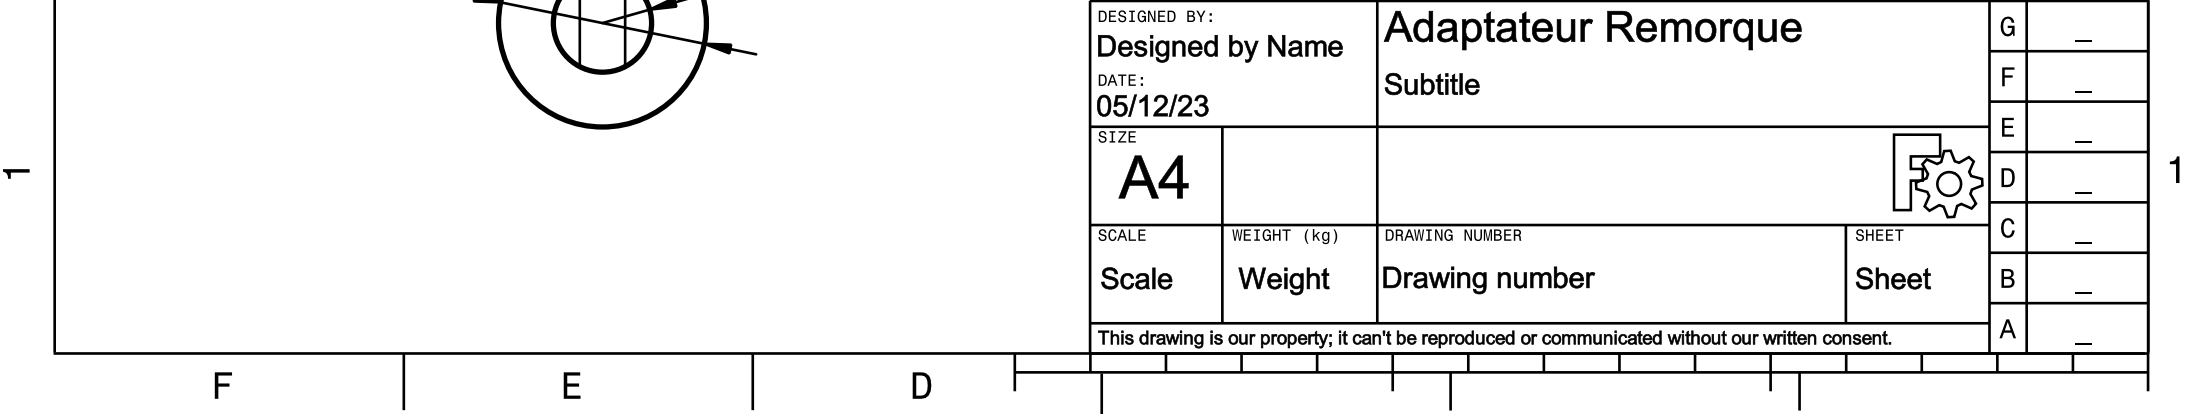 DESIGNED BY:
Designed by Name
DATE:
05/12/23
Adaptateur Remorque
Subtitle
SIZE
A4
SCALE
Scale
WEIGHT (kg)
Weight
DRAWING NUMBER
Drawing number
SHEET
Sheet
This drawing is our property; it can't be reproduced or communicated without our written consent.
G _
F _
E _
D _
C _
B _
A _
1
1
F E D